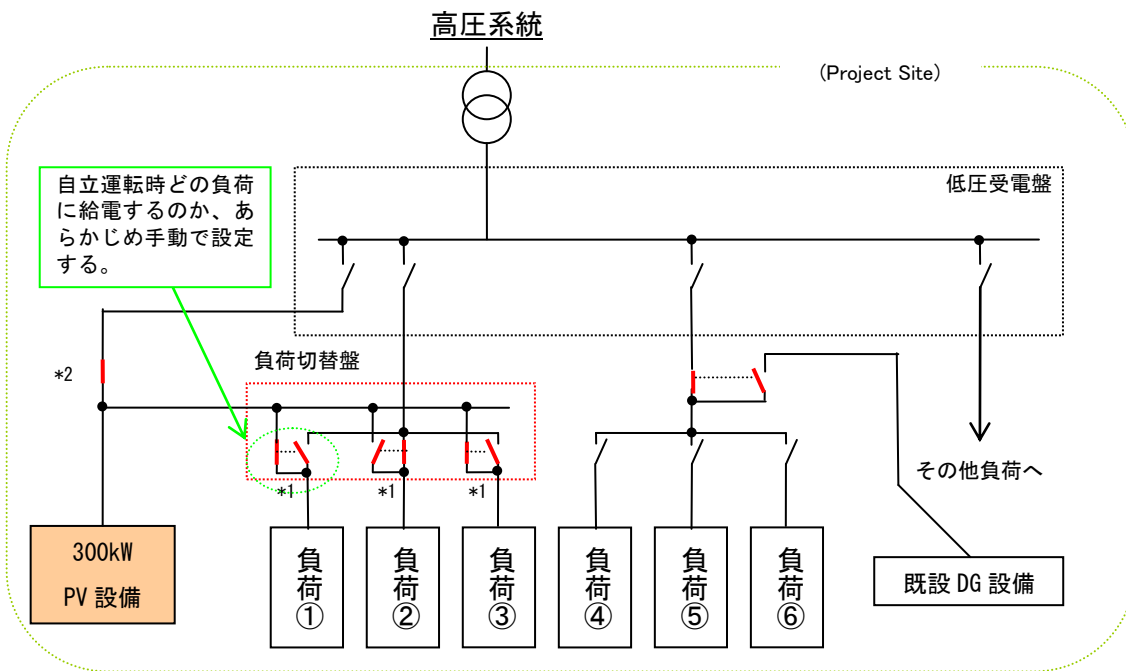 高圧系統
(Project Site)
低圧受電盤
自立運転時どの負荷
に給電するのか、あ
らかじめ手動で設定
する。
負荷切替盤
*2
*1
*1
*1
その他負荷へ
300kW
PV 設備
負荷①
負荷②
負荷③
負荷④
負荷⑤
負荷⑥
既設 DG 設備